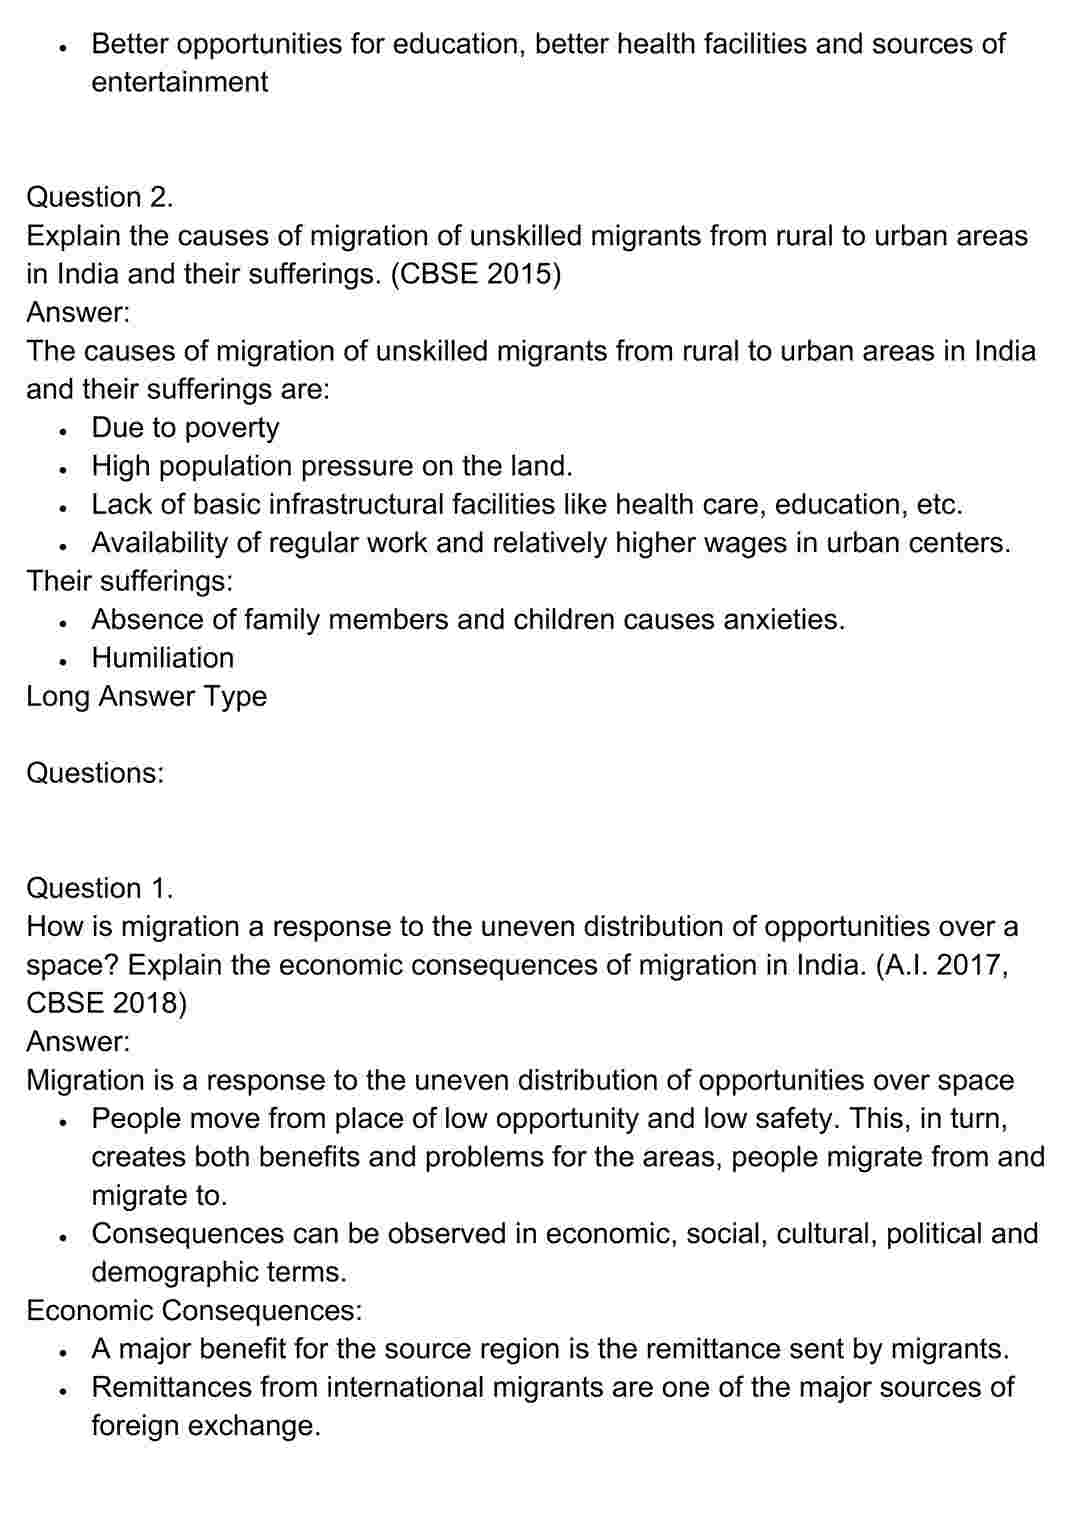 • Better opportunities for education, better health facilities and sources of
entertainment
Question 2.
Explain the causes of migration of unskilled migrants from rural to urban areas
in India and their sufferings. (CBSE 2015)
Answer:
The causes of migration of unskilled migrants from rural to urban areas in India
and their sufferings are:
• Due to poverty
• High population pressure on the land.
• Lack of basic infrastructural facilities like health care, education, etc.
• Availability of regular work and relatively higher wages in urban centers.
Their sufferings:
• Absence of family members and children causes anxieties.
• Humiliation
Long Answer Type
Questions:
Question 1.
How is migration a response to the uneven distribution of opportunities over a
space? Explain the economic consequences of migration in India. (A.I. 2017,
CBSE 2018)
Answer:
Migration is a response to the uneven distribution of opportunities over space
• People move from place of low opportunity and low safety. This, in turn,
creates both benefits and problems for the areas, people migrate from and
migrate to.
• Consequences can be observed in economic, social, cultural, political and
demographic terms.
Economic Consequences:
• A major benefit for the source region is the remittance sent by migrants.
• Remittances from international migrants are one of the major sources of
foreign exchange.